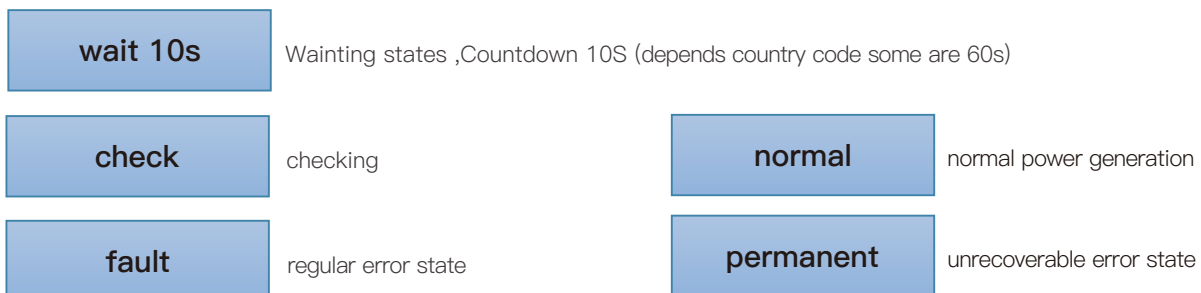 wait 10s
Wainting states ,Countdown 10S (depends country code some are 60s)
check
checking
normal
normal power generation
fault
regular error state
permanent
unrecoverable error state